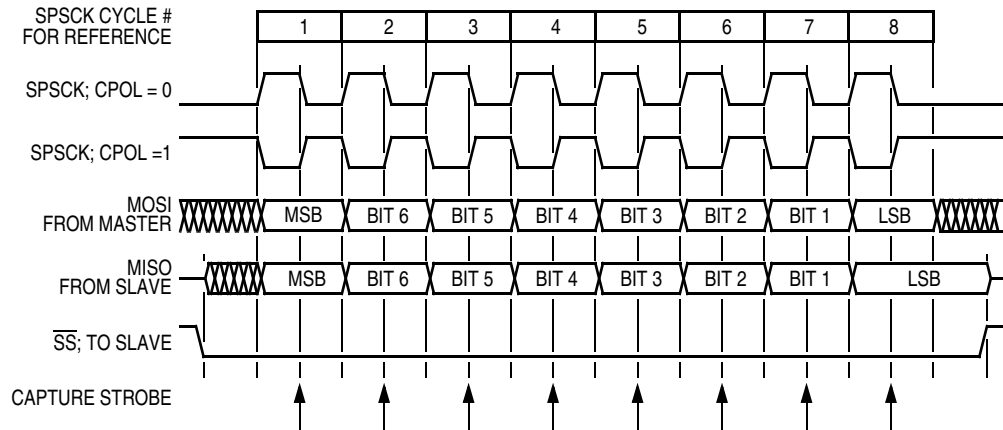 SPSCK CYCLE #
FOR REFERENCE
1 2 3 4 5 6 7 8
SPSCK; CPOL = 0
SPSCK; CPOL =1
MOSI
FROM MASTER
MSB BIT 6 BIT 5 BIT 4 BIT 3 BIT 2 BIT 1 LSB
MISO
FROM SLAVE
MSB BIT 6 BIT 5 BIT 4 BIT 3 BIT 2 BIT 1 LSB
SS; TO SLAVE
CAPTURE STROBE